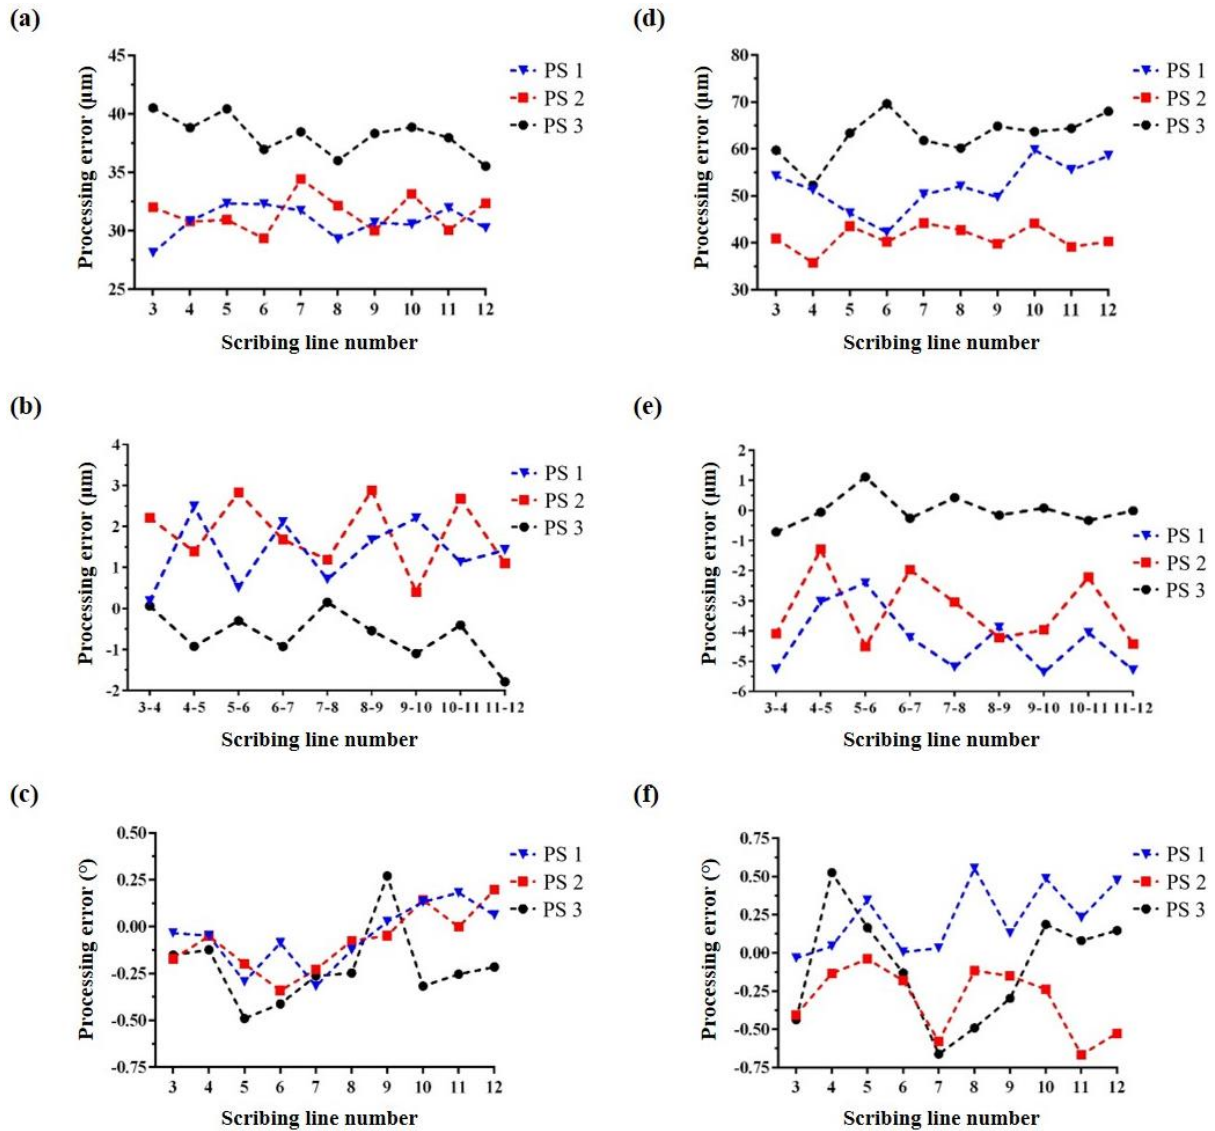 (a)
Processing error (μm)
45
40
35
30
25
3 4 5 6 7 8 9 10 11 12
Scribing line number
PS 1
PS 2
PS 3
(d)
Processing error (μm)
80
70
60
50
40
30
3 4 5 6 7 8 9 10 11 12
Scribing line number
PS 1
PS 2
PS 3
(b)
Processing error (μm)
4
3
2
1
0
-1
-2
3-4 4-5 5-6 6-7 7-8 8-9 9-10 10-11 11-12
Scribing line number
PS 1
PS 2
PS 3
(e)
Processing error (μm)
2
1
0
-1
-2
-3
-4
-5
-6
3-4 4-5 5-6 6-7 7-8 8-9 9-10 10-11 11-12
Scribing line number
PS 1
PS 2
PS 3
(c)
Processing error (°)
0.50
0.25
0.00
-0.25
-0.50
-0.75
3 4 5 6 7 8 9 10 11 12
Scribing line number
PS 1
PS 2
PS 3
(f)
Processing error (°)
0.75
0.50
0.25
0.00
-0.25
-0.50
-0.75
3 4 5 6 7 8 9 10 11 12
Scribing line number
PS 1
PS 2
PS 3